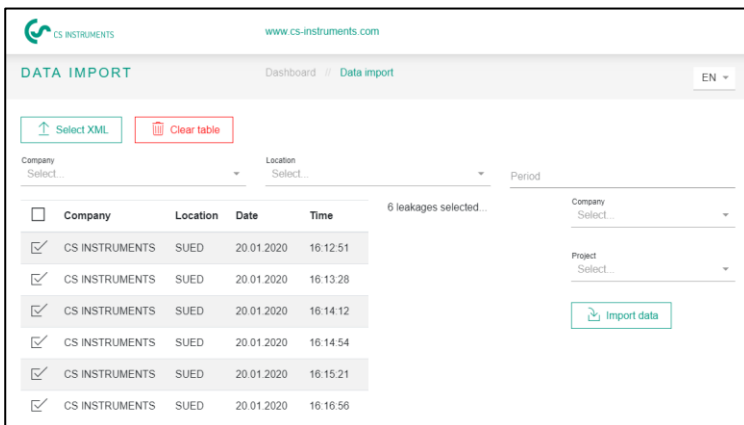 CS INSTRUMENTS www.cs-instruments.com
DATA IMPORT Dashboard // Data import EN
Select XML Clear table
Company Location
Select... Select... Period
6 leakages selected...
Company
Select...
Project
Select...
Import data
Company Location Date Time
CS INSTRUMENTS SUED 20.01.2020 16:12:51
CS INSTRUMENTS SUED 20.01.2020 16:13:28
CS INSTRUMENTS SUED 20.01.2020 16:14:12
CS INSTRUMENTS SUED 20.01.2020 16:14:54
CS INSTRUMENTS SUED 20.01.2020 16:15:21
CS INSTRUMENTS SUED 20.01.2020 16:16:56